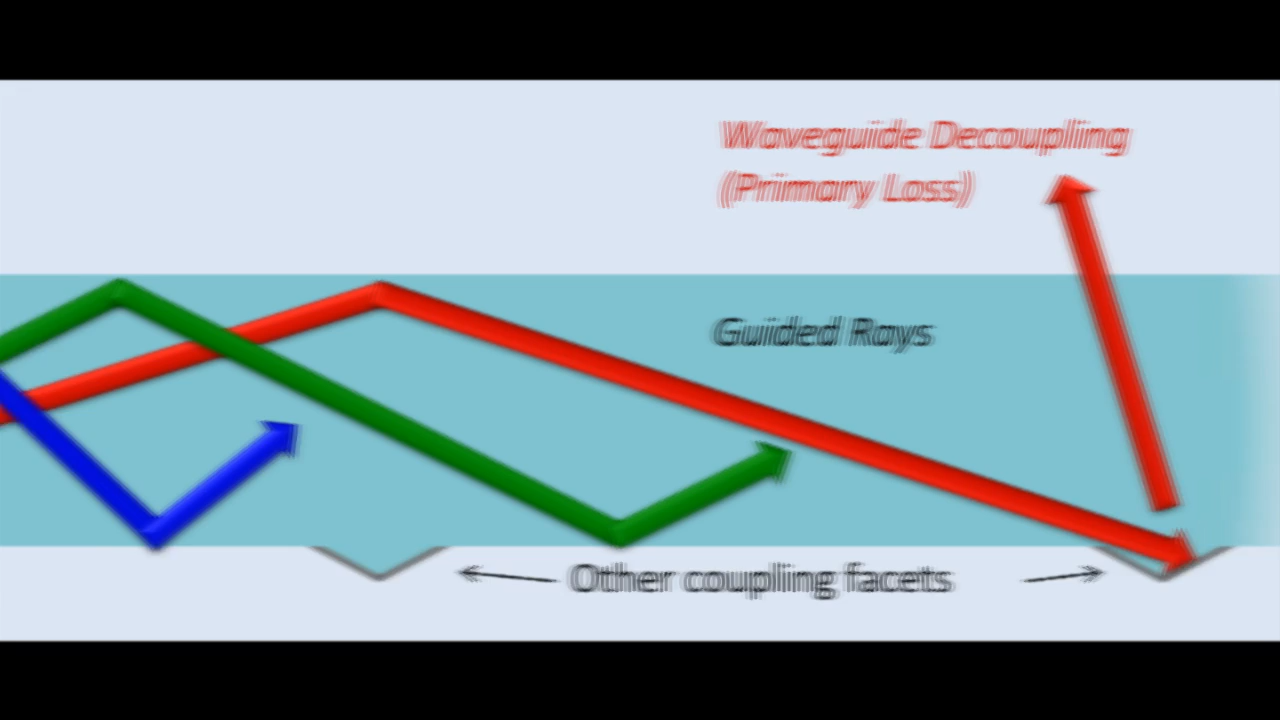 Waveguide Decoupling
(Primary Loss)
Guided Rays
Other coupling facets